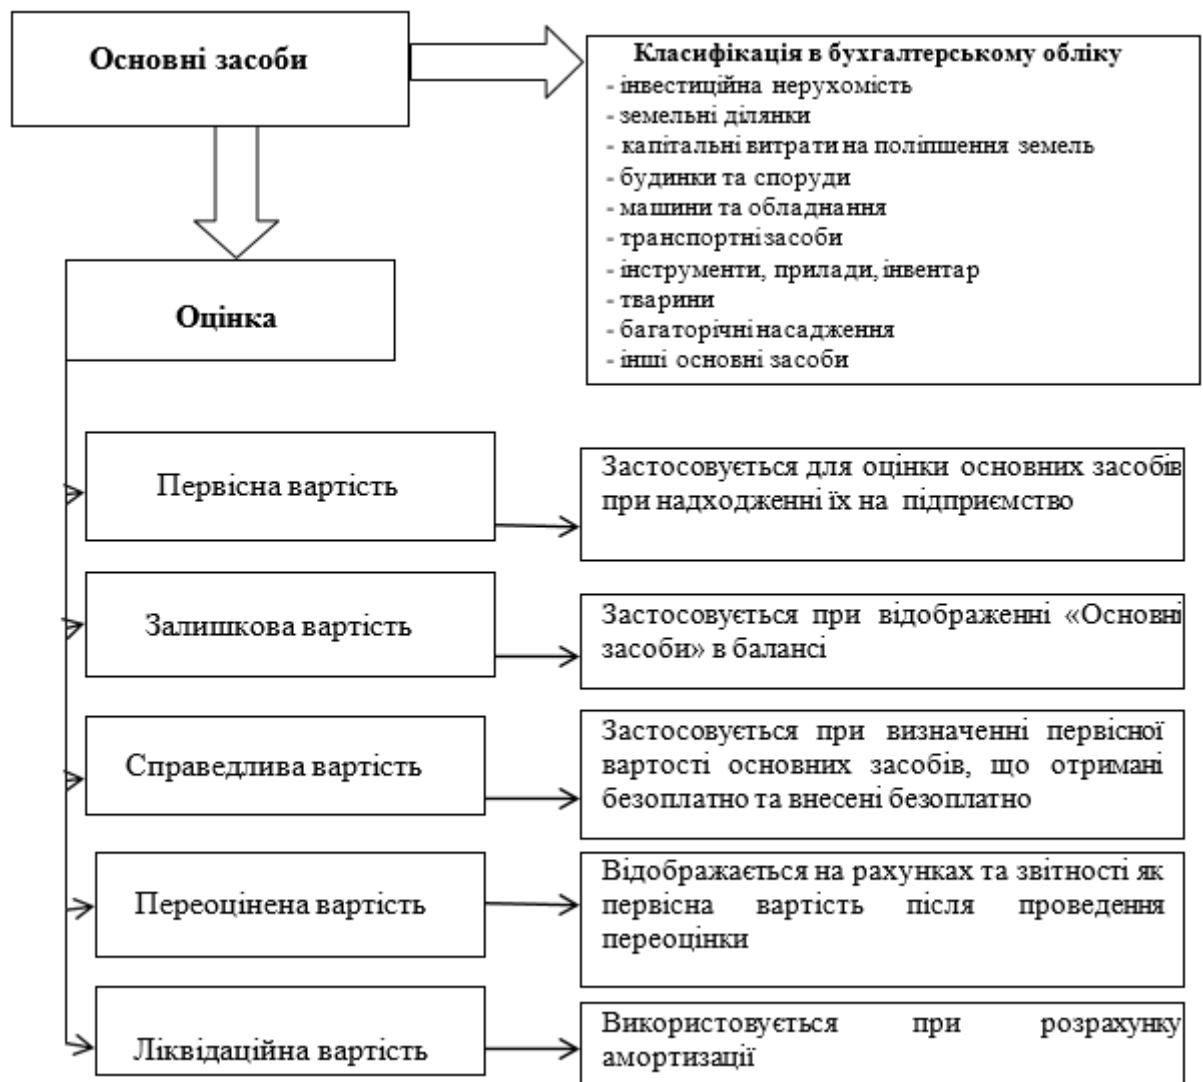 Основні засоби
Класифікація в бухгалтерському обліку
- інвестиційна нерухомість
- земельні ділянки
- капітальні витрати на поліпшення земель
- будинки та споруди
- машини та обладнання
- транспортні засоби
- інструменти, прилади, інвентар
- тварини
- багаторічні насадження
- інші основні засоби
Оцінка
Первісна вартість
Застосовується для оцінки основних засобів
при надходженні їх на підприємство
Залишкова вартість
Застосовується при відображенні «Основні
засоби» в балансі
Справедлива вартість
Застосовується при визначенні первісної
вартості основних засобів, що отримані
безоплатно та внесені безоплатно
Переоцінена вартість
Відображається на рахунках та звітності як
первісна вартість після проведення
переоцінки
Ліквідаційна вартість
Використовується при розрахунку
амортизації